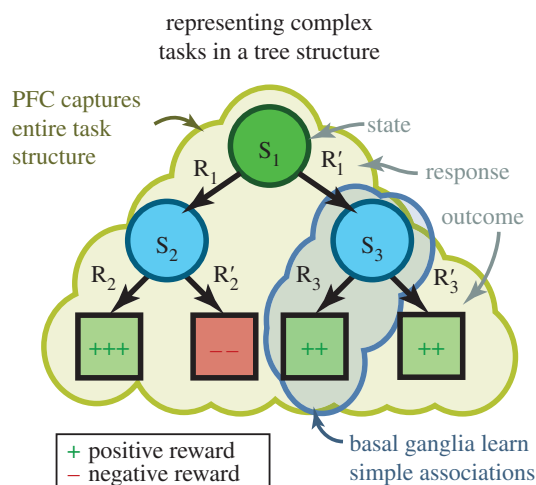 representing complex
tasks in a tree structure
PFC captures
entire task
structure
state
S₁
R₁
R′₁
response
outcome
S₂
S₃
R₂
R′₂
R₃
R′₃
+++
−−
++
++
+ positive reward
− negative reward
basal ganglia learn
simple associations